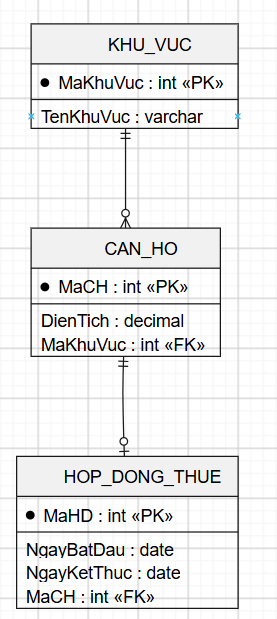 KHU_VUC
MaKhuVuc : int «PK»
TenKhuVuc : varchar
CAN_HO
MaCH : int «PK»
DienTich : decimal
MaKhuVuc : int «FK»
HOP_DONG_THUE
MaHD : int «PK»
NgayBatDau : date
NgayKetThuc : date
MaCH : int «FK»